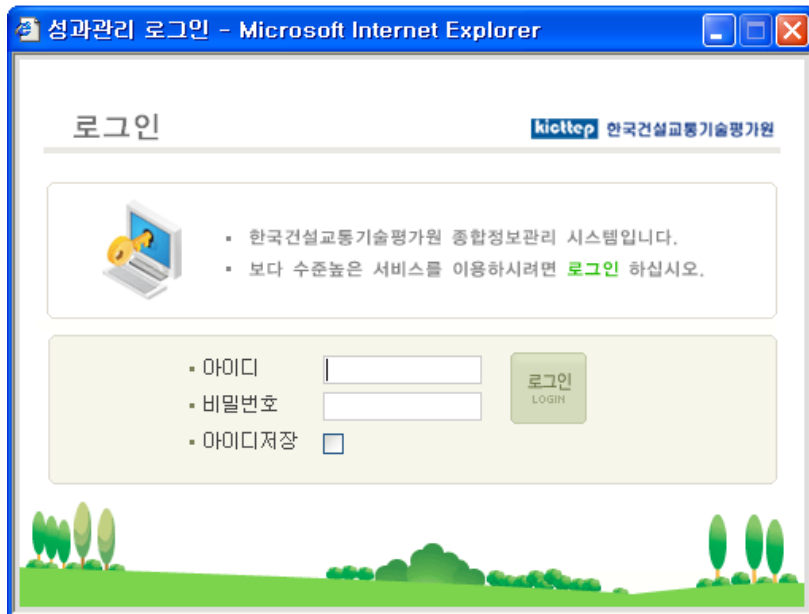 성과관리 로그인 - Microsoft Internet Explorer
로그인
kicttep 한국건설교통기술평가원
한국건설교통기술평가원 종합정보관리 시스템입니다.
보다 수준높은 서비스를 이용하시려면 로그인 하십시오.
아이디
비밀번호
아이디저장
로그인
LOGIN